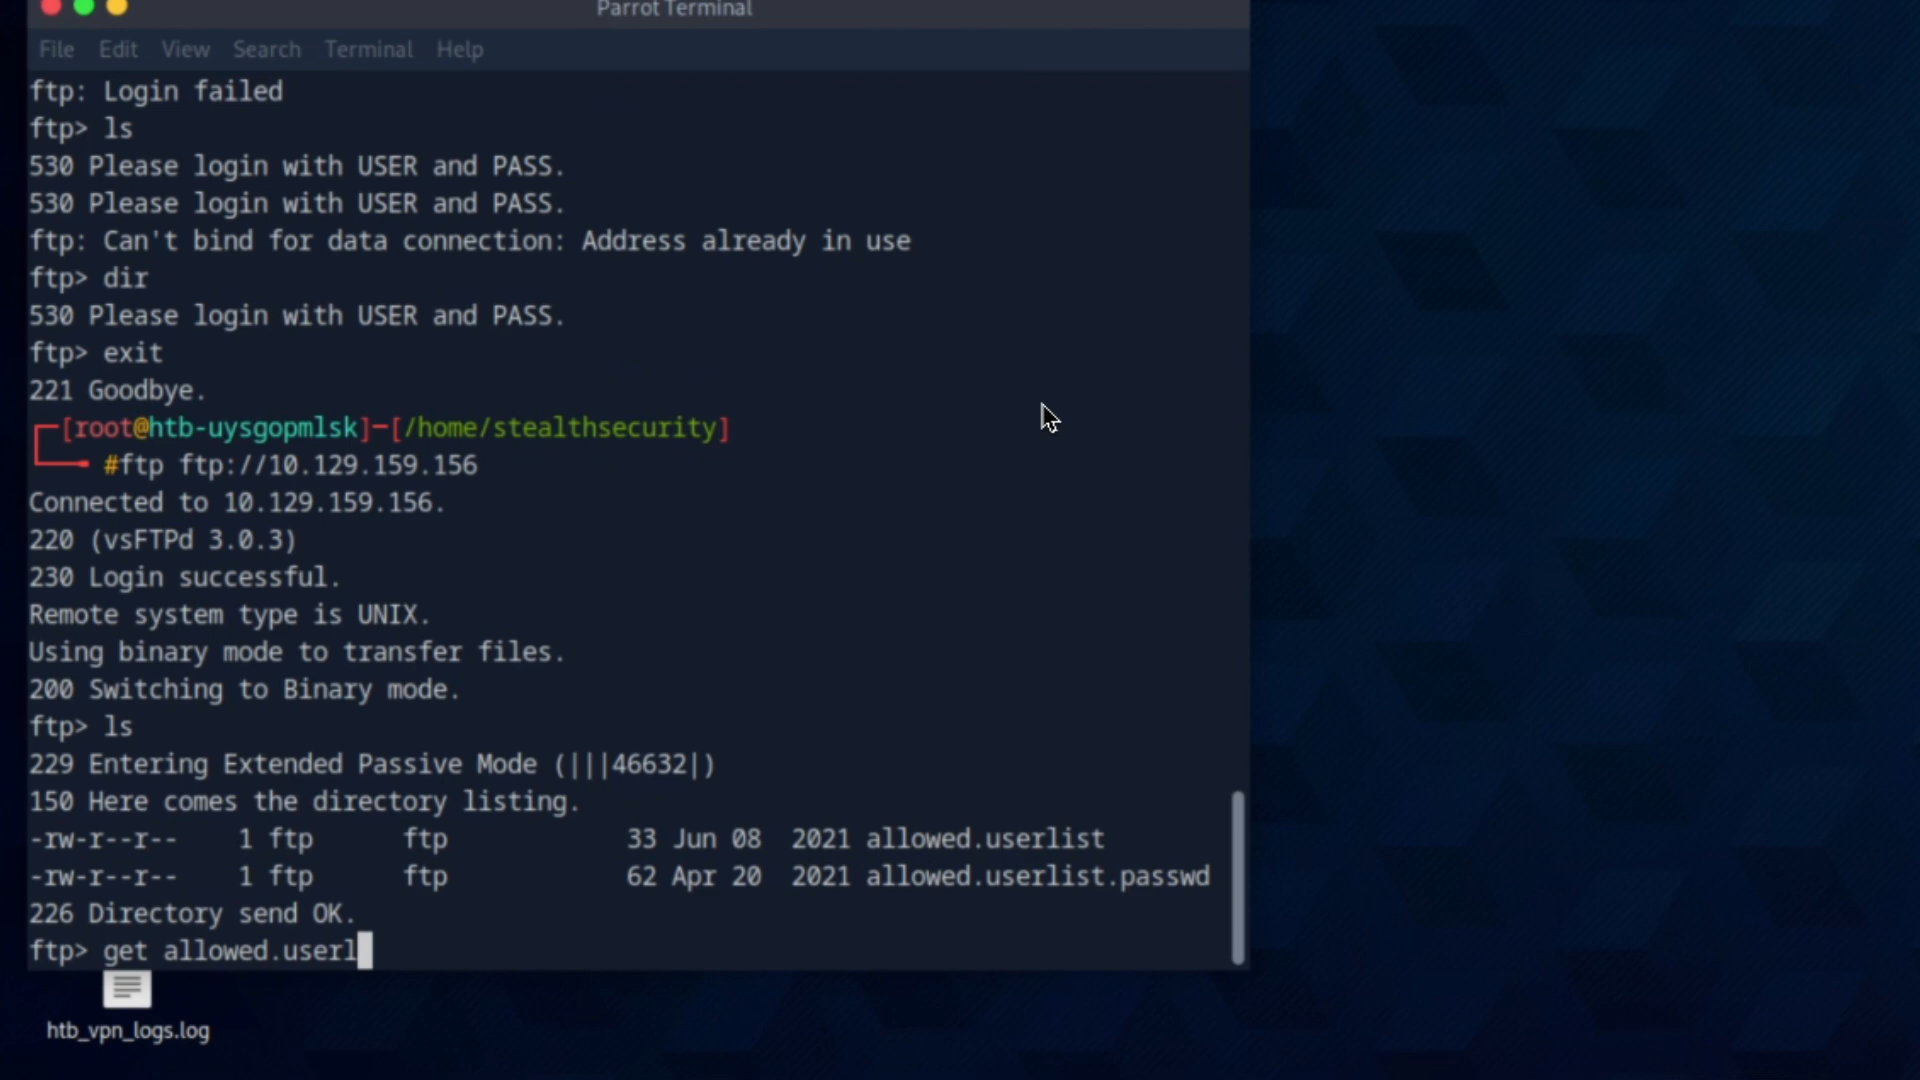 Parrot Terminal
File Edit View Search Terminal Help
ftp: Login failed
ftp> ls
530 Please login with USER and PASS.
530 Please login with USER and PASS.
ftp: Can't bind for data connection: Address already in use
ftp> dir
530 Please login with USER and PASS.
ftp> exit
221 Goodbye.
[root@htb-uysgopmlsk]─[/home/stealthsecurity]
#ftp ftp://10.129.159.156
Connected to 10.129.159.156.
220 (vsFTPd 3.0.3)
230 Login successful.
Remote system type is UNIX.
Using binary mode to transfer files.
200 Switching to Binary mode.
ftp> ls
229 Entering Extended Passive Mode (|||46632|)
150 Here comes the directory listing.
-rw-r--r-- 1 ftp ftp 33 Jun 08 2021 allowed.userlist
-rw-r--r-- 1 ftp ftp 62 Apr 20 2021 allowed.userlist.passwd
226 Directory send OK.
ftp> get allowed.userl
htb_vpn_logs.log